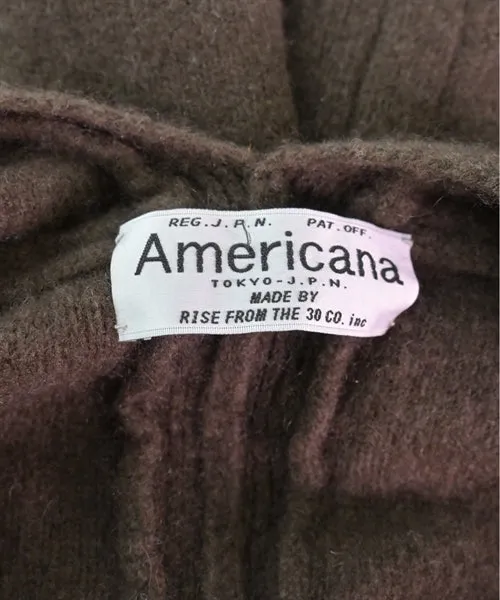 REG.J.P.N. PAT.OFF.
Americana
TOKYO-J.P.N.
MADE BY
RISE FROM THE 30 CO. inc